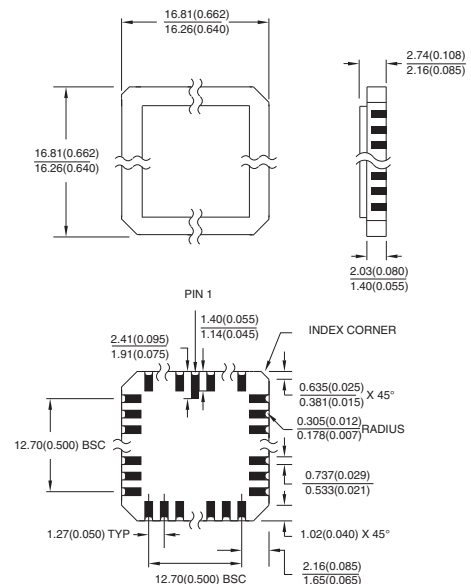 16.81(0.662)
16.26(0.640)
2.74(0.108)
2.16(0.085)
16.81(0.662)
16.26(0.640)
2.03(0.080)
1.40(0.055)
PIN 1
1.40(0.055)
1.14(0.045)
INDEX CORNER
2.41(0.095)
1.91(0.075)
0.635(0.025)
0.381(0.015) X 45°
0.305(0.012)
0.178(0.007) RADIUS
12.70(0.500) BSC
0.737(0.029)
0.533(0.021)
1.27(0.050) TYP
1.02(0.040) X 45°
12.70(0.500) BSC
2.16(0.085)
1.65(0.065)